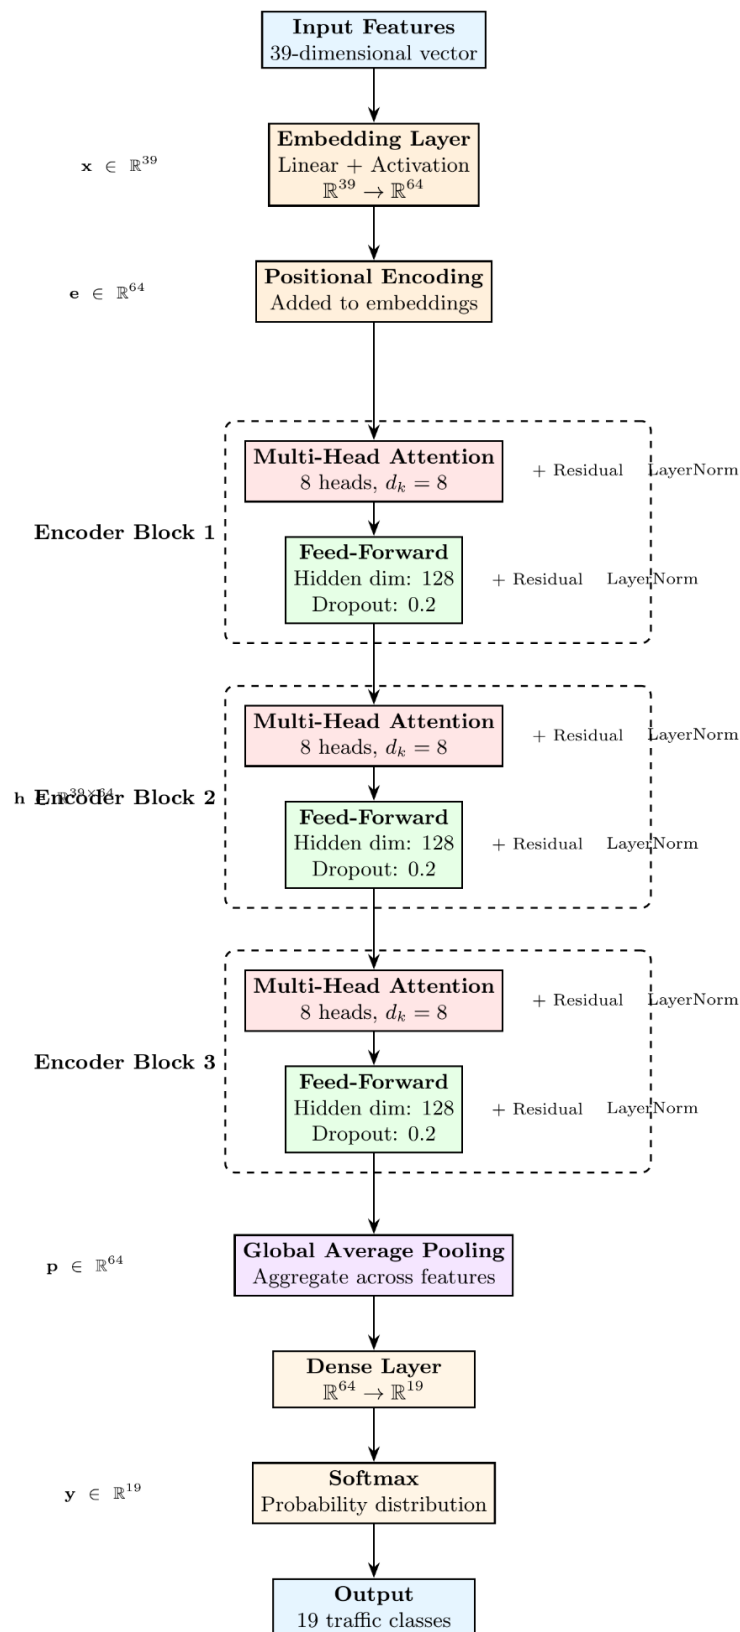 Input Features
39-dimensional vector
Embedding Layer
Linear + Activation
ℝ³⁹ → ℝ⁶⁴
x ∈ ℝ³⁹
Positional Encoding
Added to embeddings
e ∈ ℝ⁶⁴
Multi-Head Attention
8 heads, dₖ = 8
+ Residual LayerNorm
Encoder Block 1
Feed-Forward
Hidden dim: 128
Dropout: 0.2
+ Residual LayerNorm
Multi-Head Attention
8 heads, dₖ = 8
+ Residual LayerNorm
h ∈ ℝ³⁹ˣ⁶⁴
Encoder Block 2
Feed-Forward
Hidden dim: 128
Dropout: 0.2
+ Residual LayerNorm
Multi-Head Attention
8 heads, dₖ = 8
+ Residual LayerNorm
Encoder Block 3
Feed-Forward
Hidden dim: 128
Dropout: 0.2
+ Residual LayerNorm
Global Average Pooling
Aggregate across features
p ∈ ℝ⁶⁴
Dense Layer
ℝ⁶⁴ → ℝ¹⁹
Softmax
Probability distribution
y ∈ ℝ¹⁹
Output
19 traffic classes